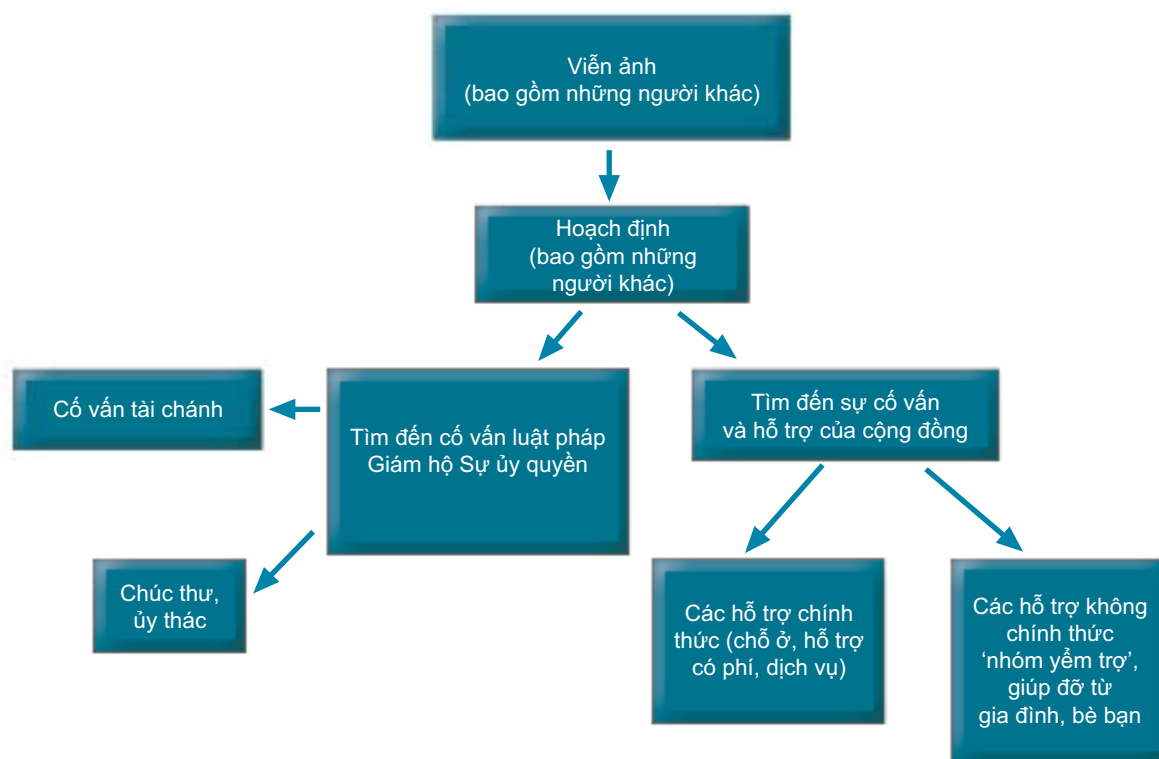 Viễn ảnh
(bao gồm những người khác)
Hoạch định
(bao gồm những
người khác)
Cố vấn tài chánh
Tìm đến cố vấn luật pháp
Giám hộ Sự ủy quyền
Tìm đến sự cố vấn
và hỗ trợ của cộng đồng
Chúc thư,
ủy thác
Các hỗ trợ chính
thức (chỗ ở, hỗ trợ
có phí, dịch vụ)
Các hỗ trợ không
chính thức
‘nhóm yểm trợ’,
giúp đỡ từ
gia đình, bè bạn